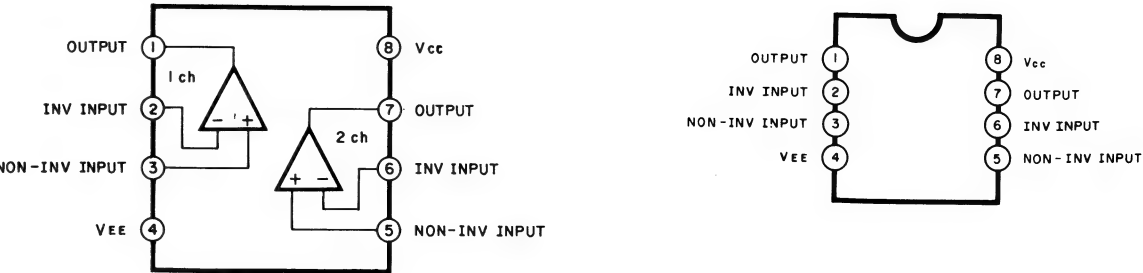 OUTPUT 1
1 ch
INV INPUT 2
- +
NON-INV INPUT 3
VEE 4
8 Vcc
7 OUTPUT
2 ch
6 INV INPUT
+ -
5 NON-INV INPUT
OUTPUT 1
INV INPUT 2
NON-INV INPUT 3
VEE 4
8 Vcc
7 OUTPUT
6 INV INPUT
5 NON-INV INPUT